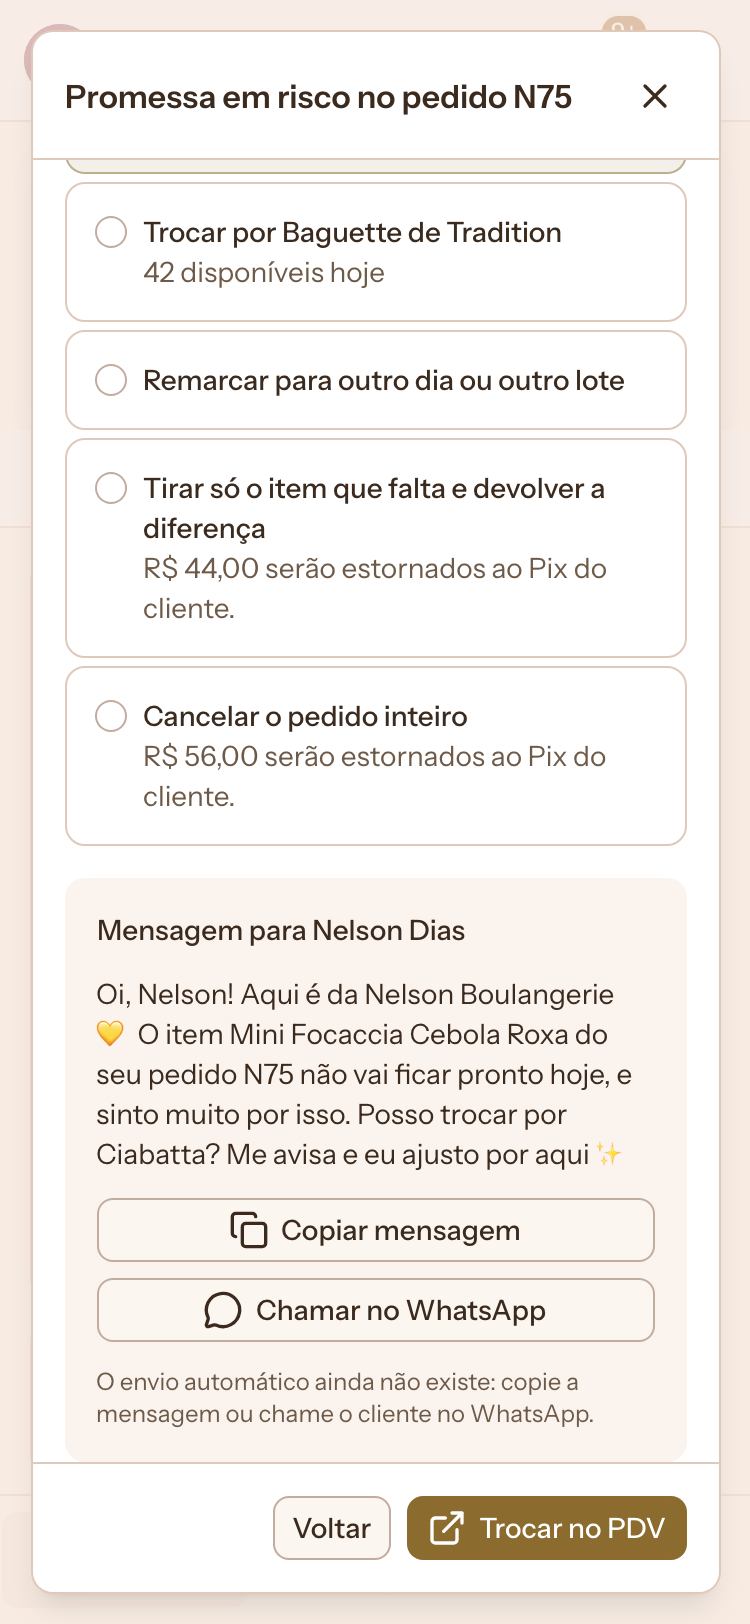 Promessa em risco no pedido N75
Trocar por Baguette de Tradition
42 disponíveis hoje
Remarcar para outro dia ou outro lote
Tirar só o item que falta e devolver a
diferença
R$ 44,00 serão estornados ao Pix do
cliente.
Cancelar o pedido inteiro
R$ 56,00 serão estornados ao Pix do
cliente.
Mensagem para Nelson Dias
Oi, Nelson! Aqui é da Nelson Boulangerie
💛 O item Mini Focaccia Cebola Roxa do
seu pedido N75 não vai ficar pronto hoje, e
sinto muito por isso. Posso trocar por
Ciabatta? Me avisa e eu ajusto por aqui ✨
Copiar mensagem
Chamar no WhatsApp
O envio automático ainda não existe: copie a
mensagem ou chame o cliente no WhatsApp.
Voltar
Trocar no PDV